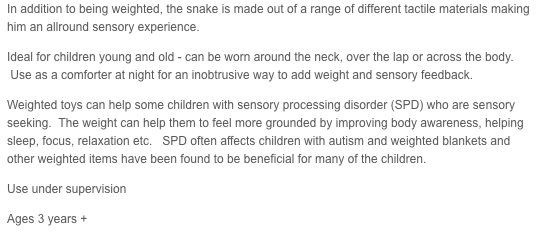 In addition to being weighted, the snake is made out of a range of different tactile materials making
him an allround sensory experience.
Ideal for children young and old - can be worn around the neck, over the lap or across the body.
Use as a comforter at night for an inobtrusive way to add weight and sensory feedback.
Weighted toys can help some children with sensory processing disorder (SPD) who are sensory
seeking.  The weight can help them to feel more grounded by improving body awareness, helping
sleep, focus, relaxation etc.   SPD often affects children with autism and weighted blankets and
other weighted items have been found to be beneficial for many of the children.
Use under supervision
Ages 3 years +